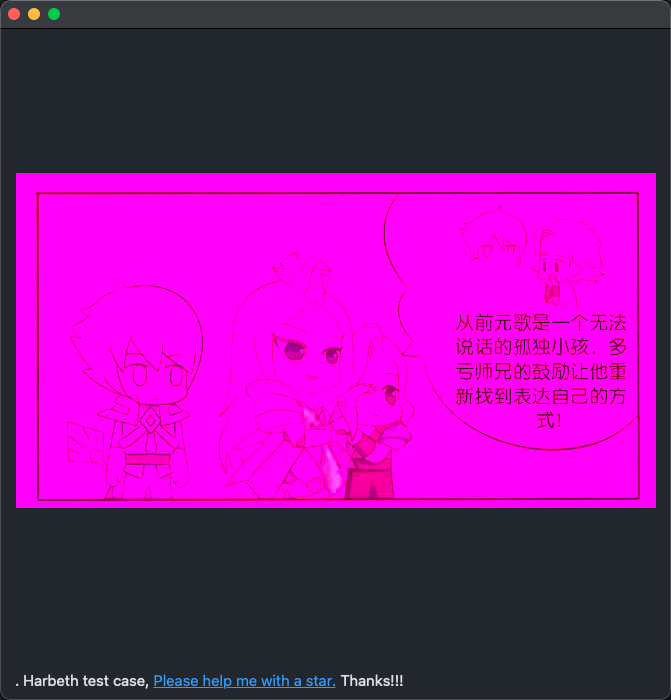 从前元歌是一个无法
说话的孤独小孩，多
亏师兄的鼓励让他重
新找到表达自己的方
式！
. Harbeth test case, Please help me with a star. Thanks!!!